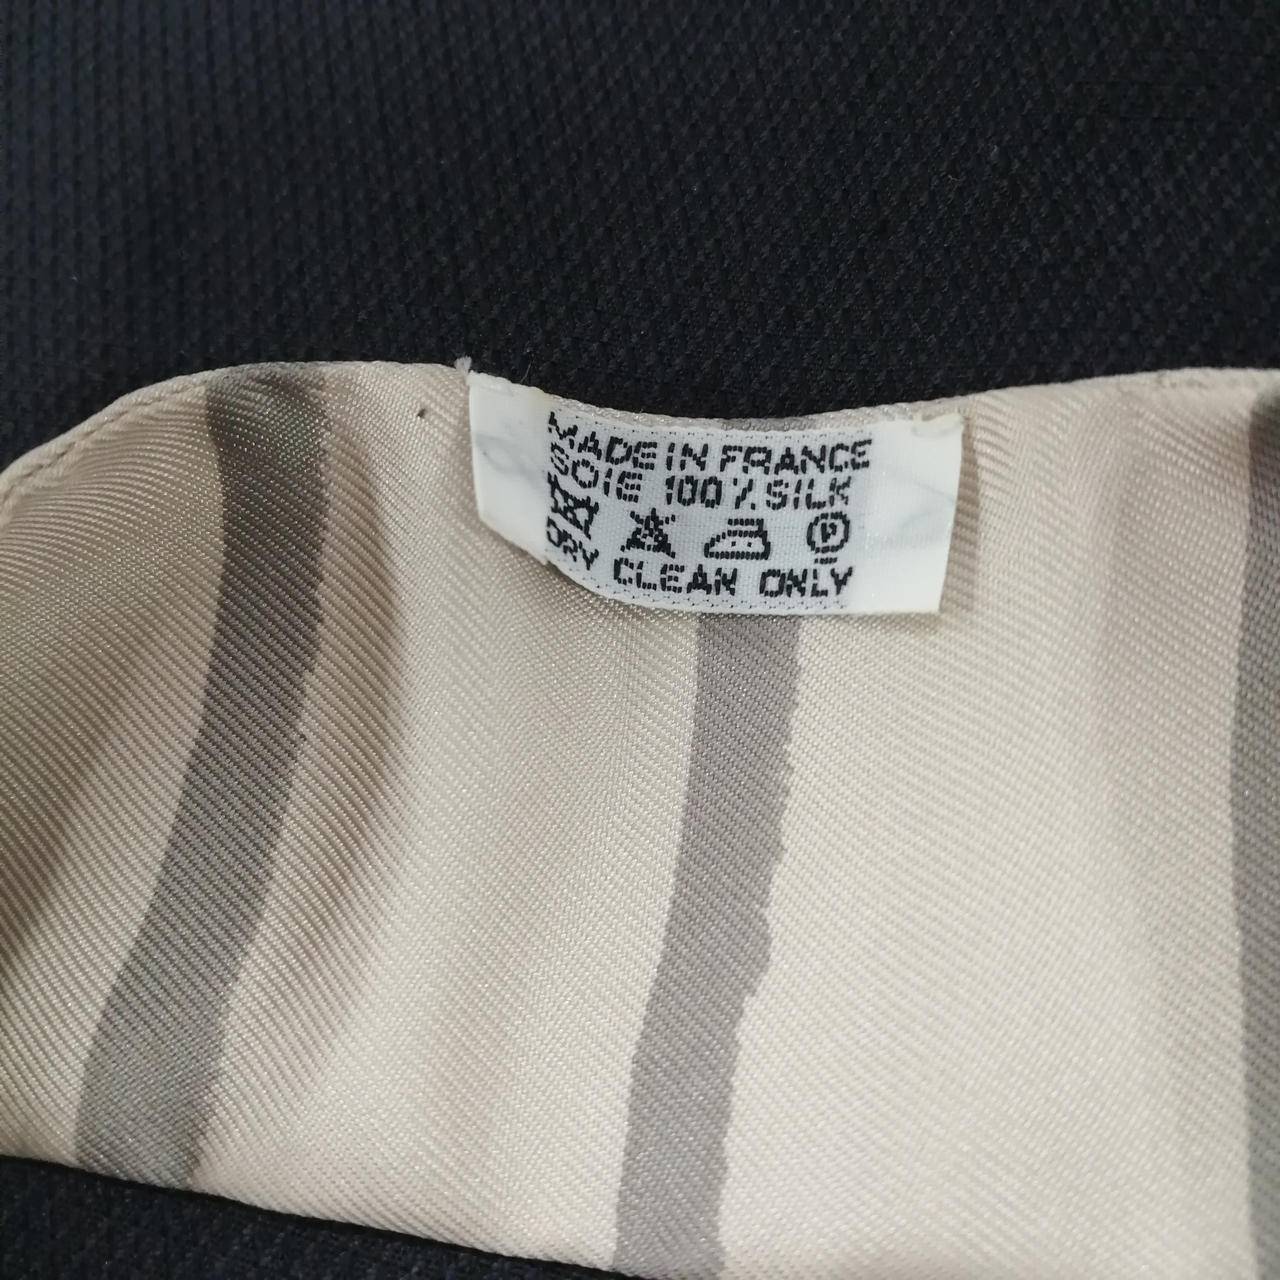 MADE IN FRANCE
SOIE 100% SILK
P
DRY CLEAN ONLY